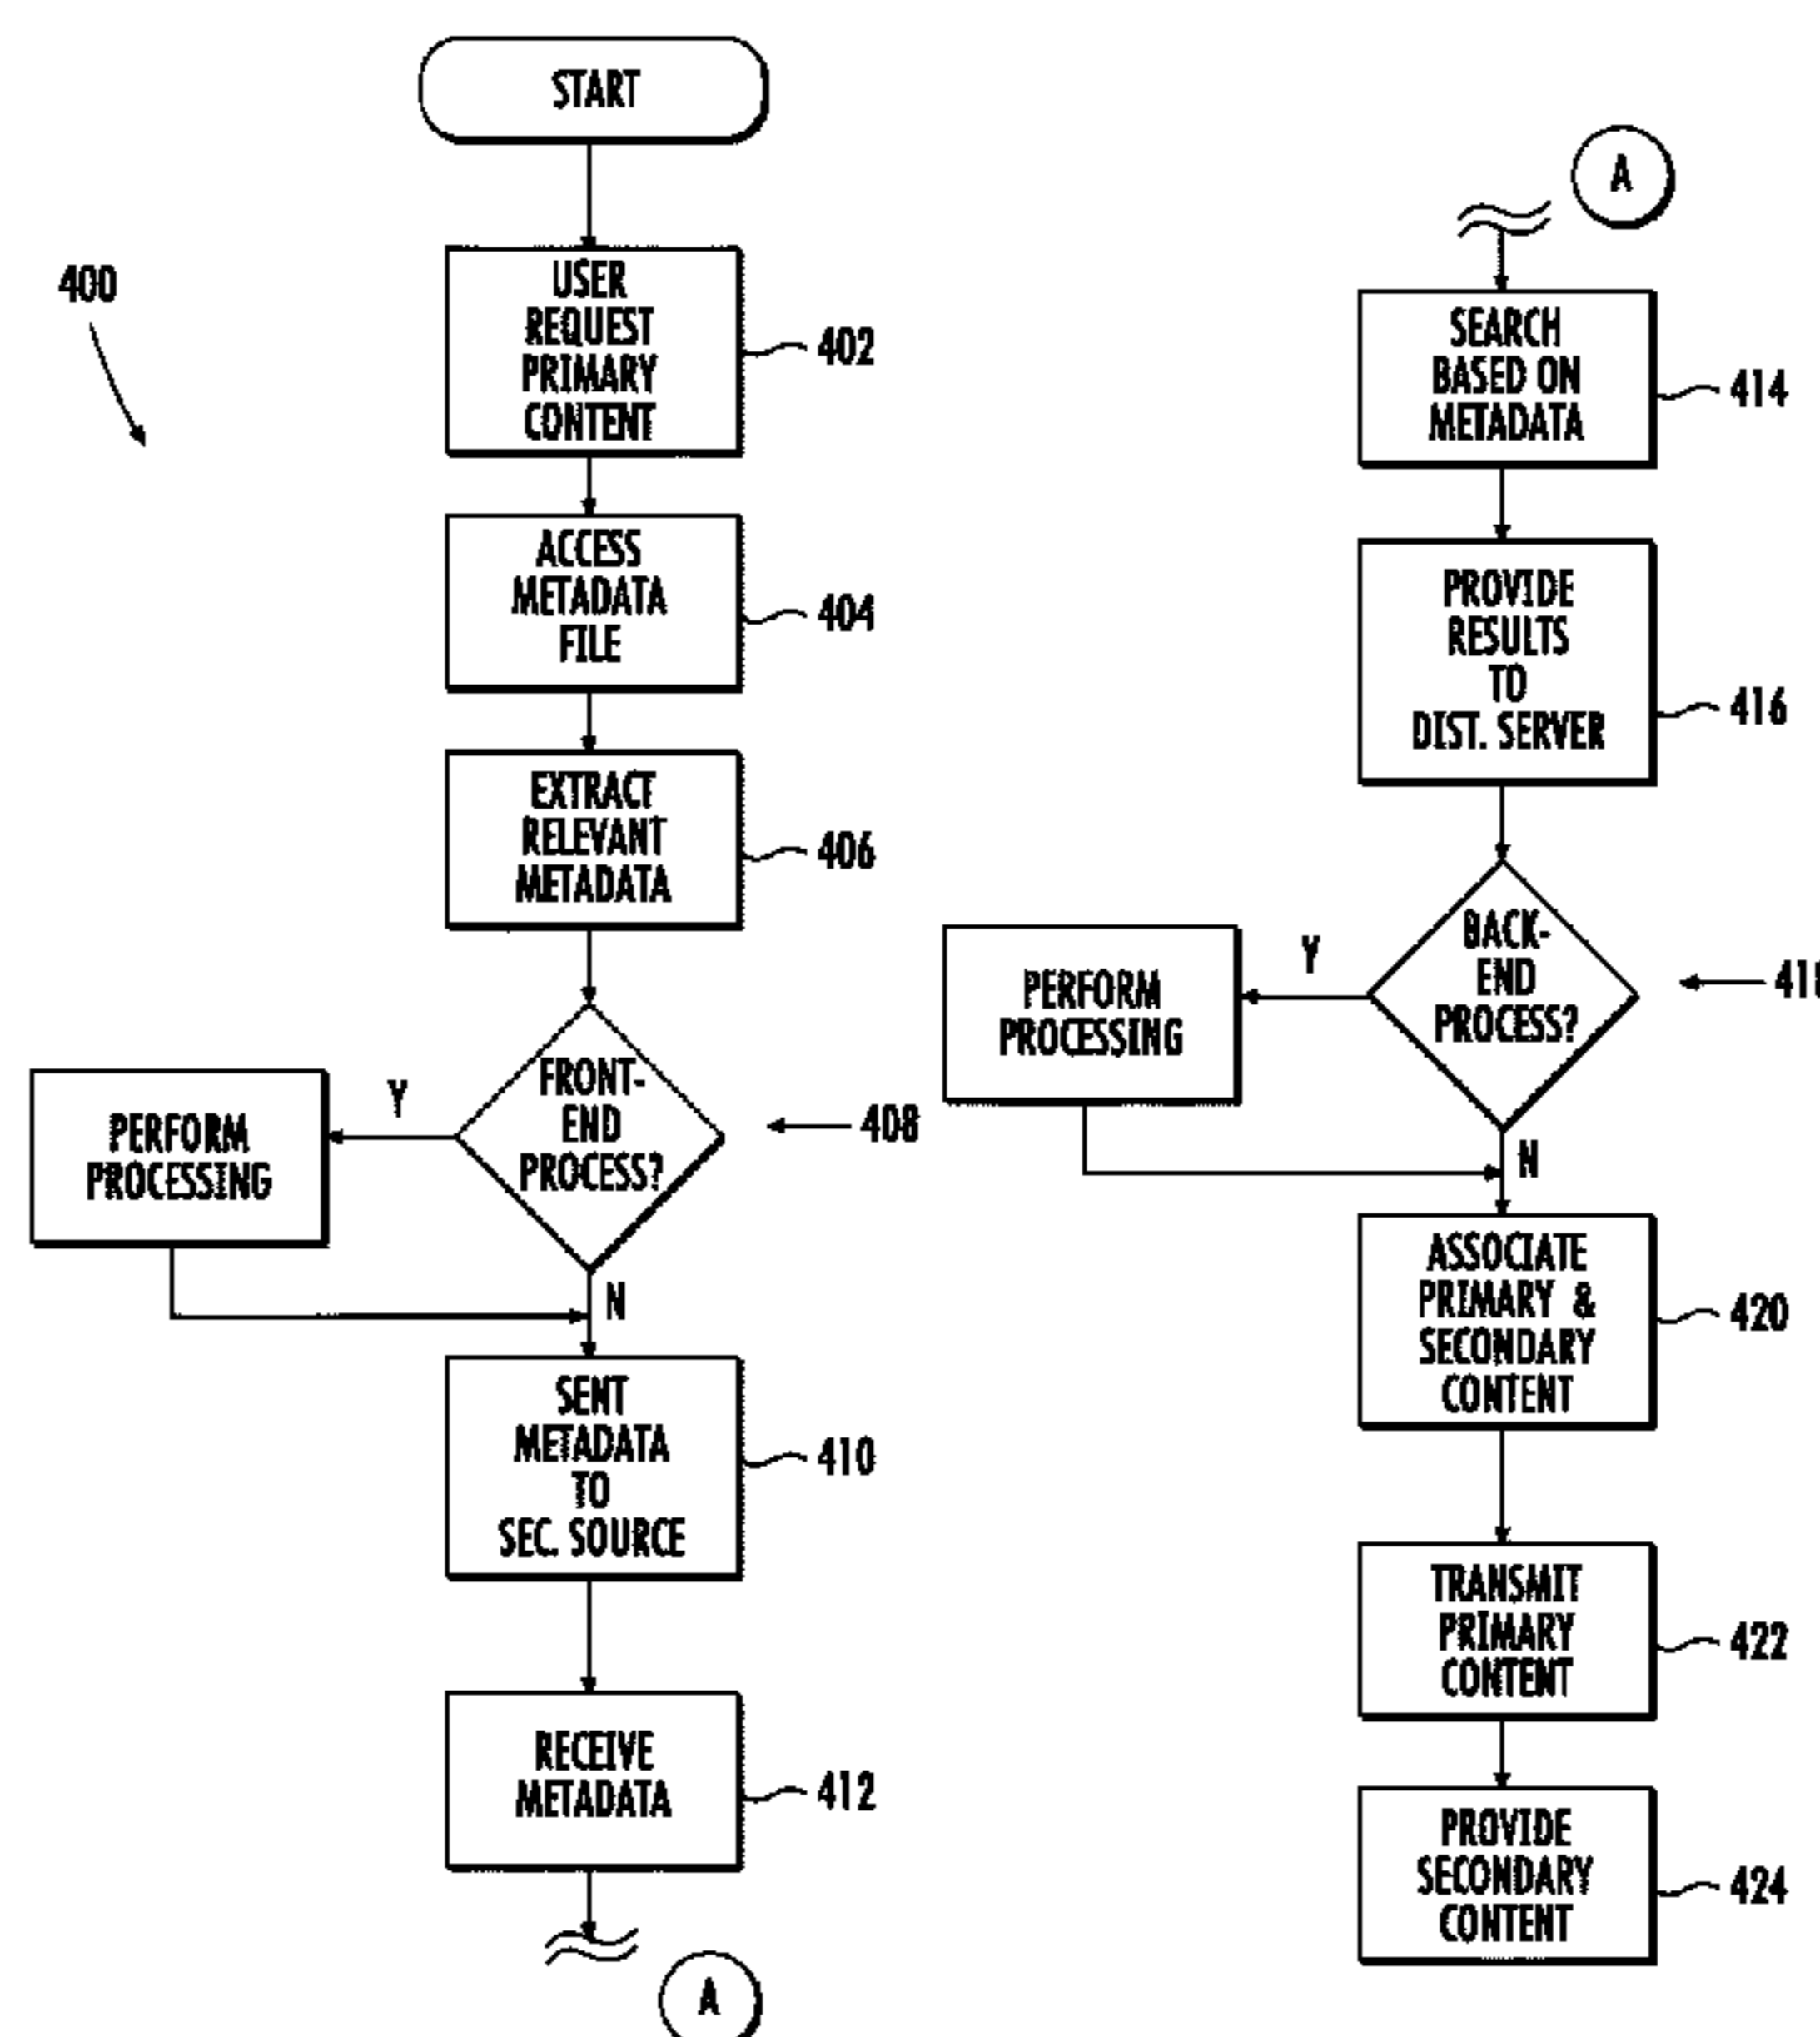 START
400
USER
REQUEST
PRIMARY
CONTENT
402
ACCESS
METADATA
FILE
404
EXTRACT
RELEVANT
METADATA
406
FRONT-
END
PROCESS?
408
Y
PERFORM
PROCESSING
N
SENT
METADATA
TO
SEC. SOURCE
410
RECEIVE
METADATA
412
A
A
SEARCH
BASED ON
METADATA
414
PROVIDE
RESULTS
TO
DIST. SERVER
416
BACK-
END
PROCESS?
418
Y
PERFORM
PROCESSING
N
ASSOCIATE
PRIMARY &
SECONDARY
CONTENT
420
TRANSMIT
PRIMARY
CONTENT
422
PROVIDE
SECONDARY
CONTENT
424